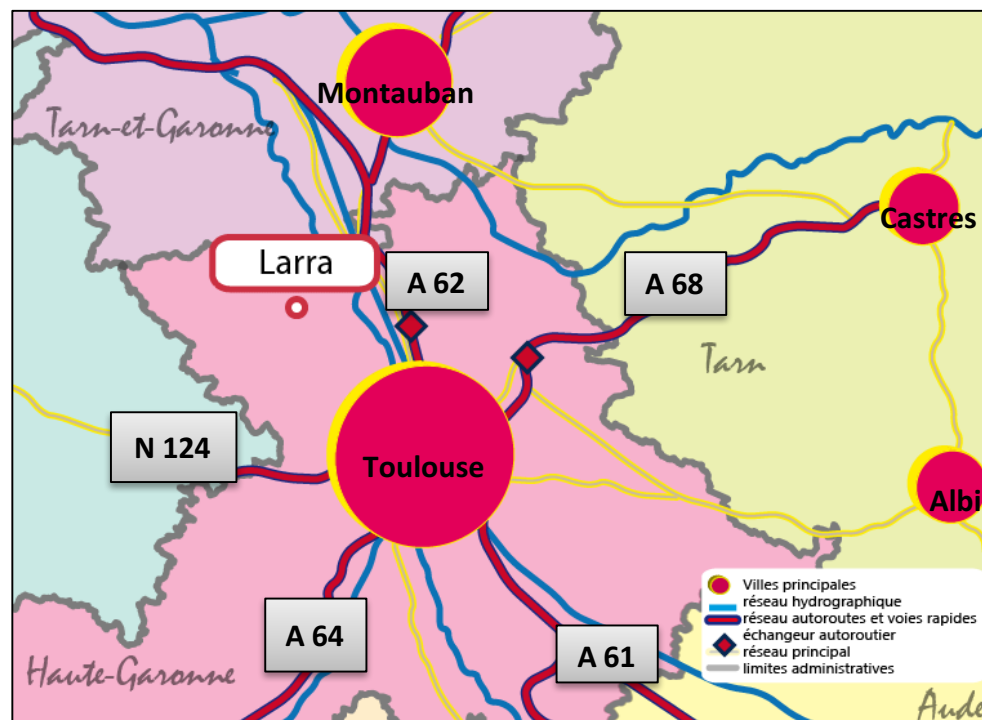 Montauban
Tarn-et-Garonne
Castres
Larra
A 62
A 68
Tarn
N 124
Toulouse
Albi
A 64
A 61
Haute-Garonne
Aude
Villes principales
réseau hydrographique
réseau autoroutes et voies rapides
échangeur autoroutier
réseau principal
limites administratives